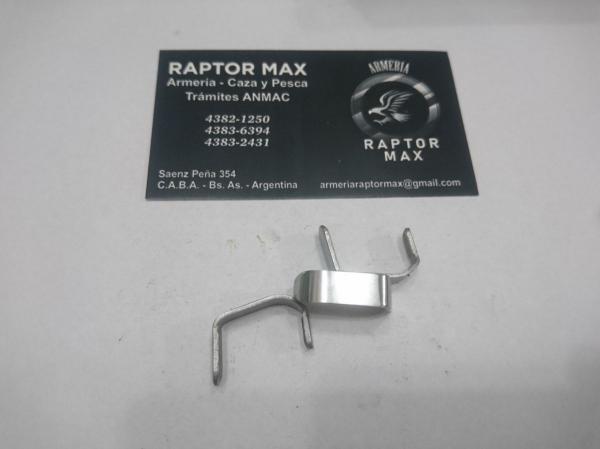 RAPTOR MAX
Armería - Caza y Pesca
Trámites ANMAC
4382-1250
4383-6394
4383-2431
Saenz Peña 354
C.A.B.A. - Bs. As. - Argentina
ARMERIA
RAPTOR
MAX
armeriaraptormax@gmail.com